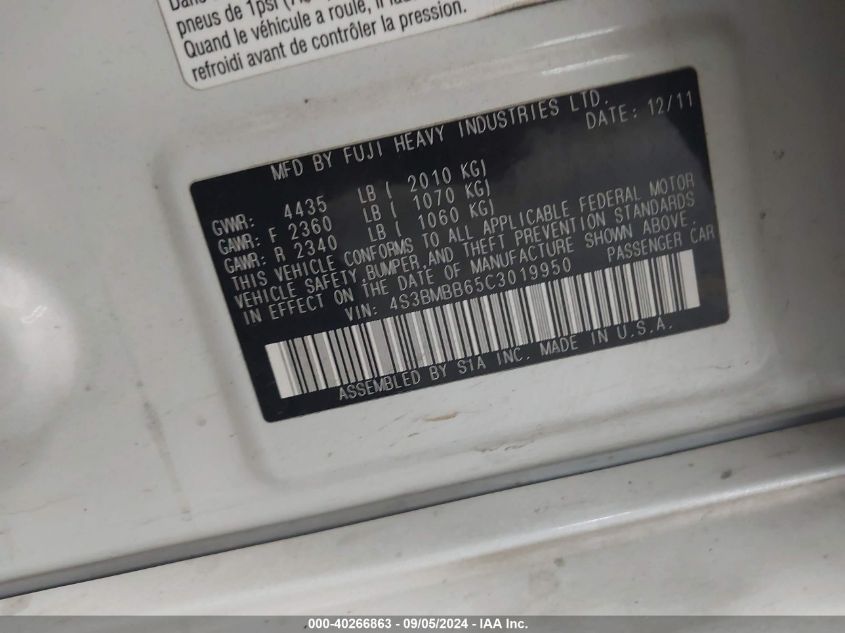 pneus de 1psi
Quand le véhicule a roulé, il
refroidi avant de contrôler la pression.
MFD BY FUJI HEAVY INDUSTRIES LTD.
DATE: 12/11
GVWR: 4435 LB ( 2010 KG)
GAWR: F 2360 LB ( 1070 KG)
GAWR: R 2340 LB ( 1060 KG)
THIS VEHICLE CONFORMS TO ALL APPLICABLE FEDERAL MOTOR
VEHICLE SAFETY,BUMPER,AND THEFT PREVENTION STANDARDS
IN EFFECT ON THE DATE OF MANUFACTURE SHOWN ABOVE.
VIN: 4S3BMBB65C3019950 PASSENGER CAR
ASSEMBLED BY SIA INC. MADE IN U.S.A.
000-40266863 - 09/05/2024 - IAA Inc.